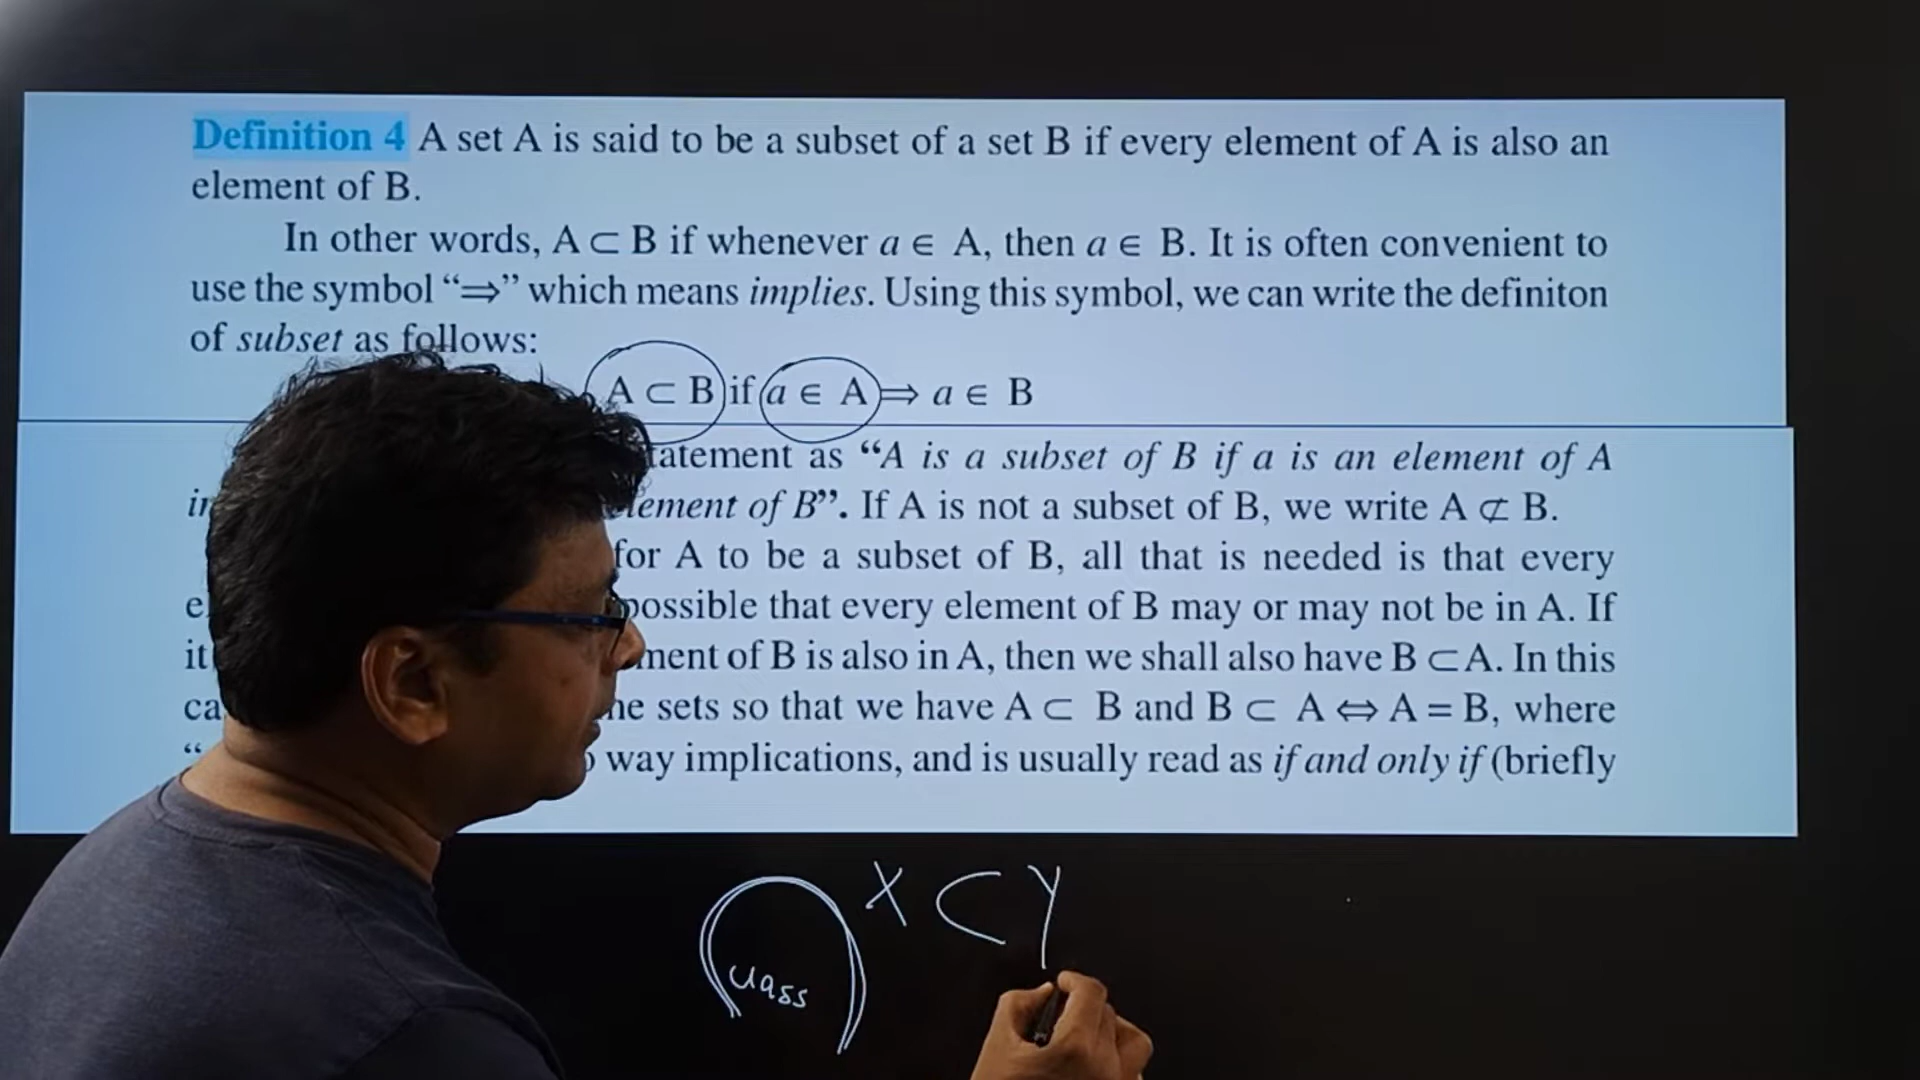 Definition 4 A set A is said to be a subset of a set B if every element of A is also an
element of B.
In other words, A ⊂ B if whenever a ∈ A, then a ∈ B. It is often convenient to
use the symbol “⇒” which means implies. Using this symbol, we can write the definiton
of subset as follows:
A ⊂ B if a ∈ A ⇒ a ∈ B
as “A is a subset of B if a is an element of A
of B”. If A is not a subset of B, we write A ⊄ B.
for A to be a subset of B, all that is needed is that every
possible that every element of B may or may not be in A. If
of B is also in A, then we shall also have B ⊂ A. In this
sets so that we have A ⊂ B and B ⊂ A ⇔ A = B, where
way implications, and is usually read as if and only if (briefly
X ⊂ Y